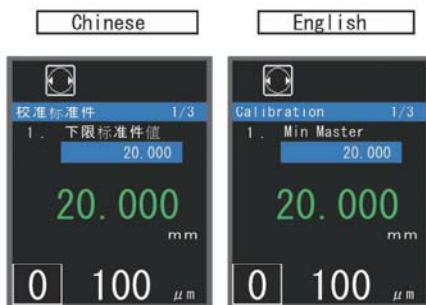 Chinese
校准标准件 1/3
1. 下限标准件值
20.000
20.000
mm
0 100 μm
English
Calibration 1/3
1. Min Master
20.000
20.000
mm
0 100 μm